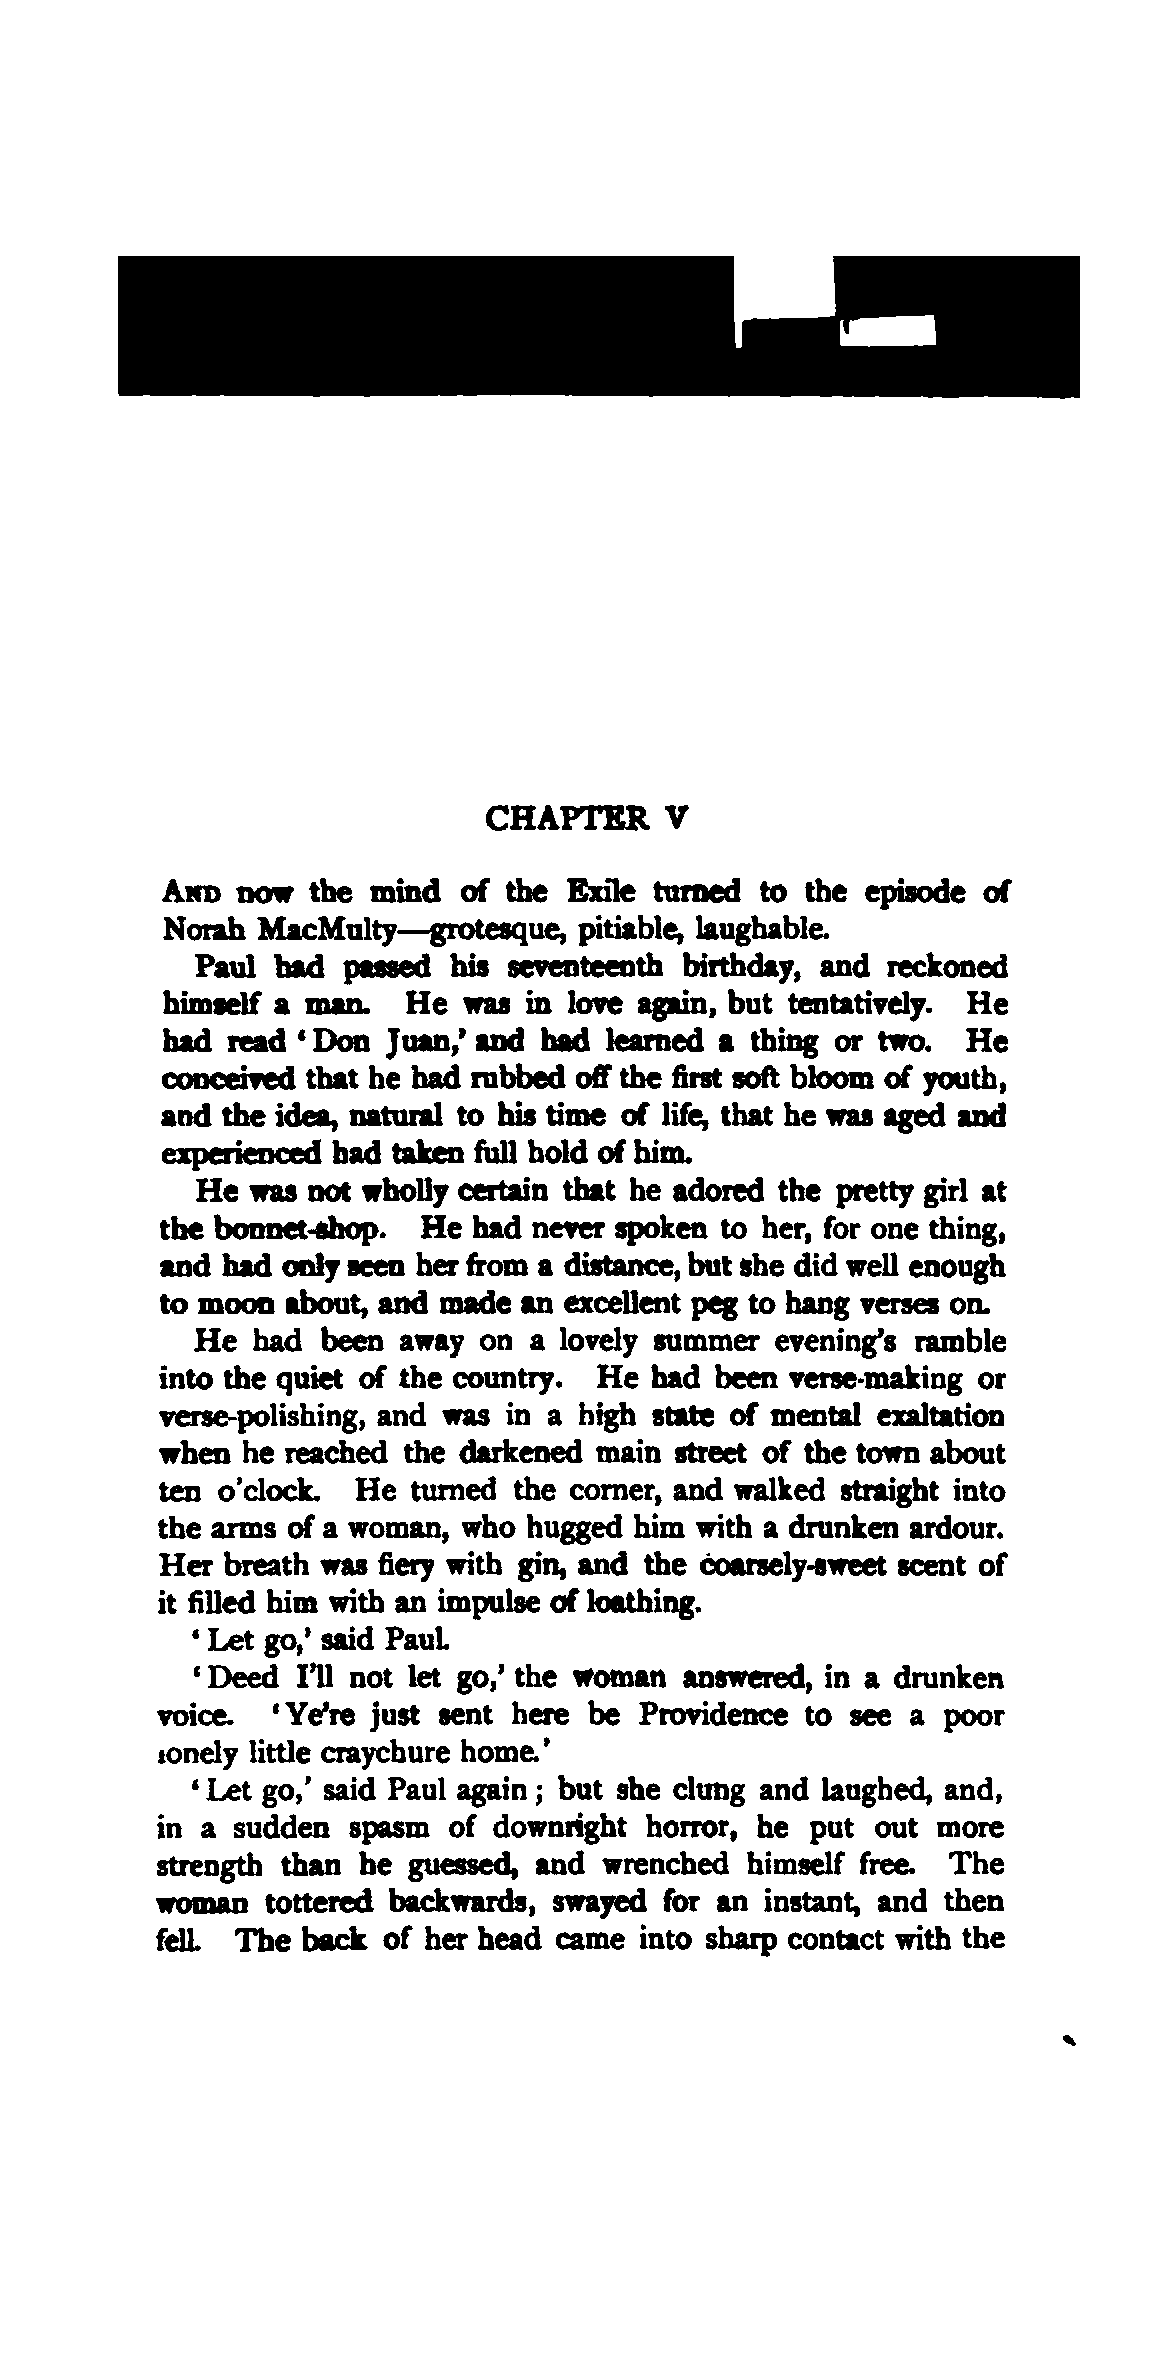 CHAPTER V
AND now the mind of the Exile turned to the episode of
Norah MacMulty—grotesque, pitiable, laughable.
Paul had passed his seventeenth birthday, and reckoned
himself a man. He was in love again, but tentatively. He
had read ‘Don Juan,’ and had learned a thing or two. He
conceived that he had rubbed off the first soft bloom of youth,
and the idea, natural to his time of life, that he was aged and
experienced had taken full hold of him.
He was not wholly certain that he adored the pretty girl at
the bonnet-shop. He had never spoken to her, for one thing,
and had only seen her from a distance, but she did well enough
to moon about, and made an excellent peg to hang verses on.
He had been away on a lovely summer evening's ramble
into the quiet of the country. He had been verse-making or
verse-polishing, and was in a high state of mental exaltation
when he reached the darkened main street of the town about
ten o'clock. He turned the corner, and walked straight into
the arms of a woman, who hugged him with a drunken ardour.
Her breath was fiery with gin, and the coarsely-sweet scent of
it filled him with an impulse of loathing.
‘Let go,’ said Paul.
‘Deed I'll not let go,’ the woman answered, in a drunken
voice. ‘Ye're just sent here be Providence to see a poor
lonely little craychure home.’
‘Let go,’ said Paul again; but she clung and laughed, and,
in a sudden spasm of downright horror, he put out more
strength than he guessed, and wrenched himself free. The
woman tottered backwards, swayed for an instant, and then
fell. The back of her head came into sharp contact with the